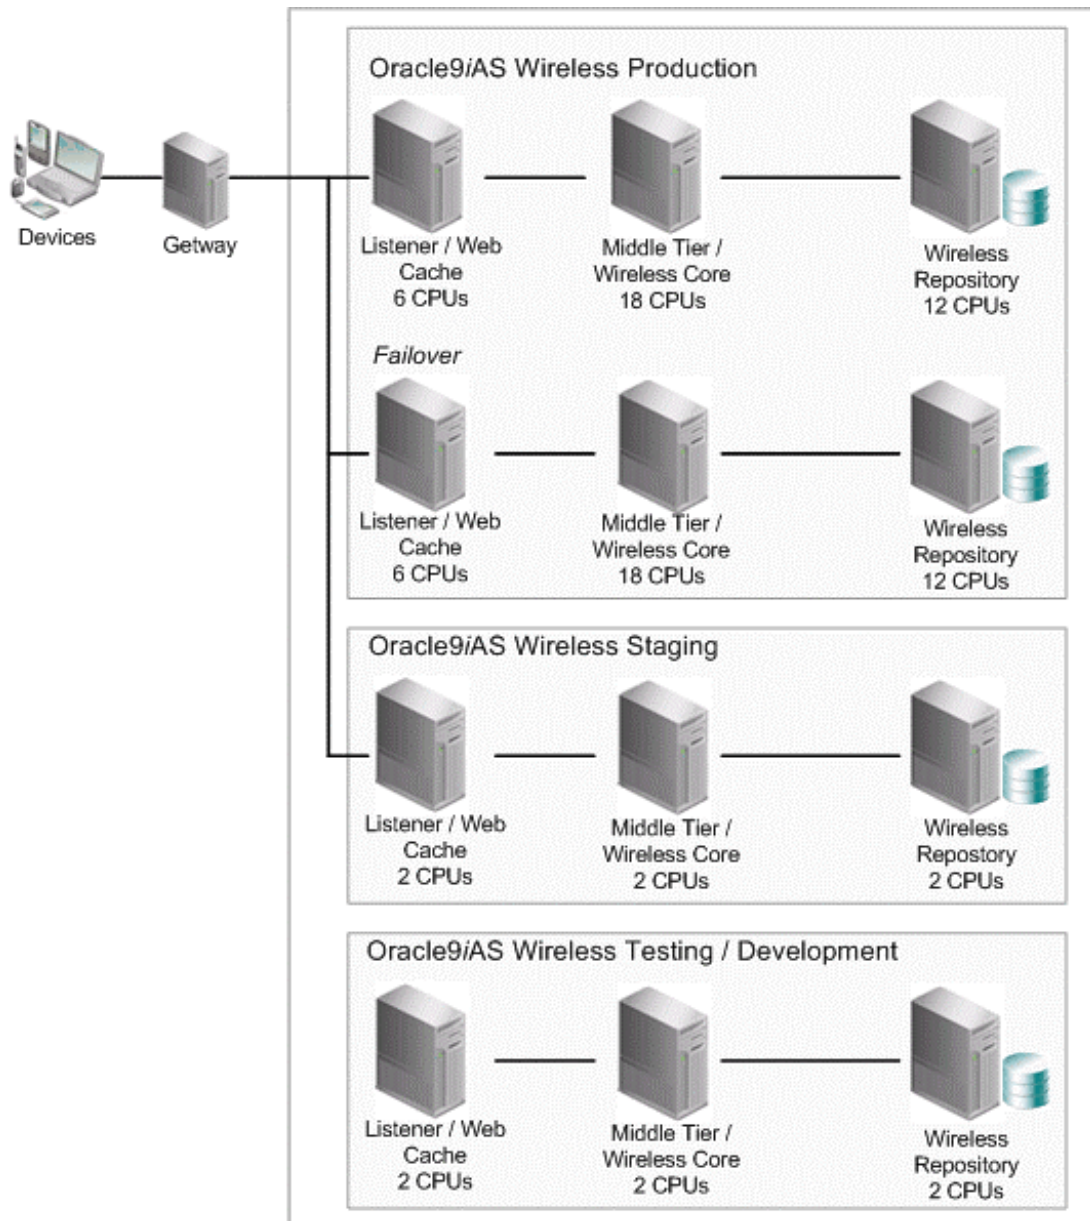 Oracle9iAS Wireless Production
Devices
Getway
Listener / Web
Cache
6 CPUs
Middle Tier /
Wireless Core
18 CPUs
Wireless
Repository
12 CPUs
Failover
Listener / Web
Cache
6 CPUs
Middle Tier /
Wireless Core
18 CPUs
Wireless
Repository
12 CPUs
Oracle9iAS Wireless Staging
Listener / Web
Cache
2 CPUs
Middle Tier /
Wireless Core
2 CPUs
Wireless
Repostory
2 CPUs
Oracle9iAS Wireless Testing / Development
Listener / Web
Cache
2 CPUs
Middle Tier /
Wireless Core
2 CPUs
Wireless
Repository
2 CPUs